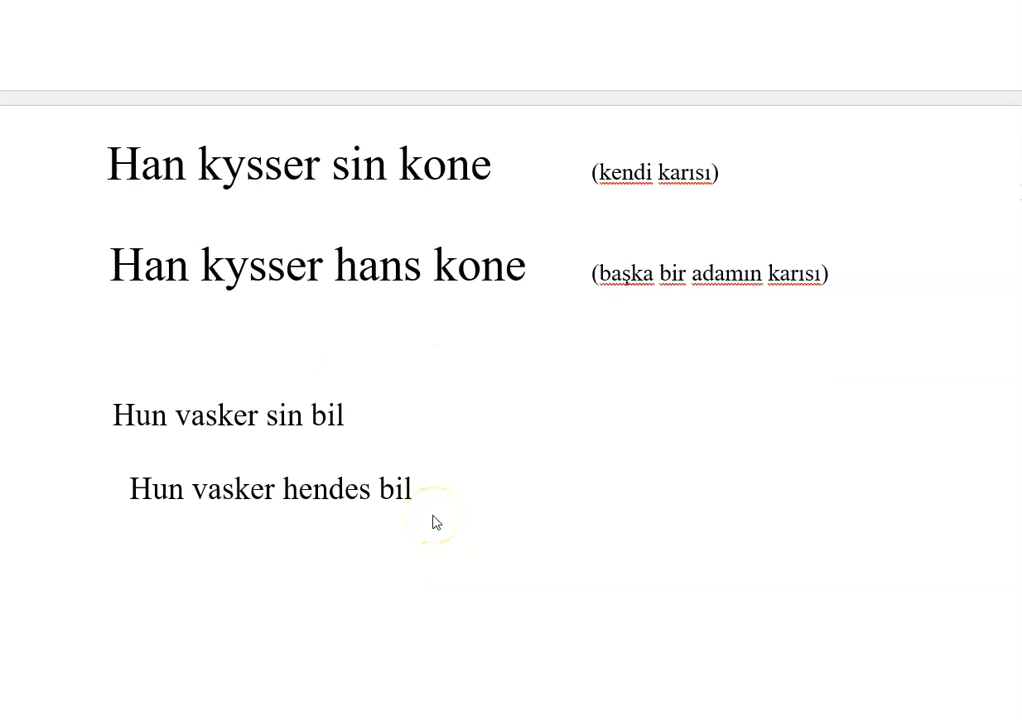 Han kysser sin kone (kendi karısı)
Han kysser hans kone (başka bir adamın karısı)
Hun vasker sin bil
Hun vasker hendes bil